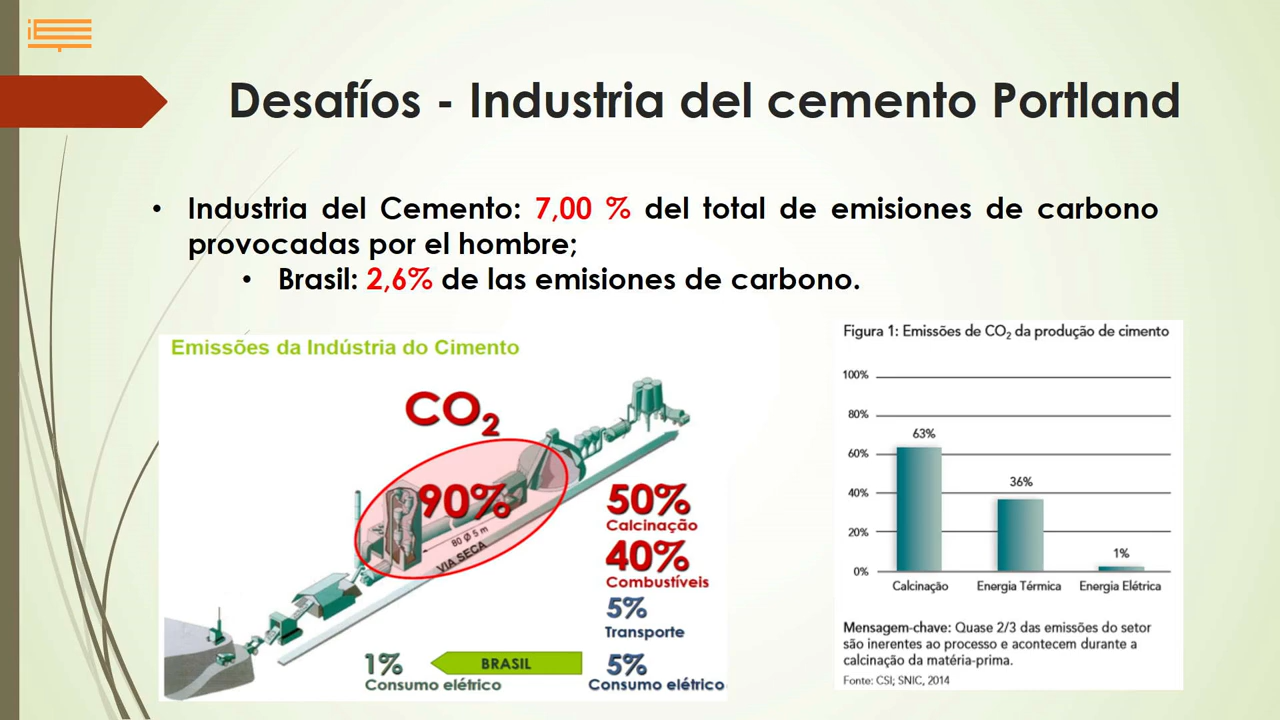 Desafíos - Industria del cemento Portland
• Industria del Cemento: 7,00 % del total de emisiones de carbono
provocadas por el hombre;
• Brasil: 2,6% de las emisiones de carbono.
Emissões da Indústria do Cimento
CO2
90%
80 Ø 5 m
VIA SECA
50%
Calcinação
40%
Combustíveis
5%
Transporte
5%
Consumo elétrico
BRASIL
1%
Consumo elétrico
Figura 1: Emissões de CO2 da produção de cimento
100%
80%
60%
40%
20%
0%
63%
36%
1%
Calcinação
Energia Térmica
Energia Elétrica
Mensagem-chave: Quase 2/3 das emissões do setor
são inerentes ao processo e acontecem durante a
calcinação da matéria-prima.
Fonte: CSI; SNIC, 2014